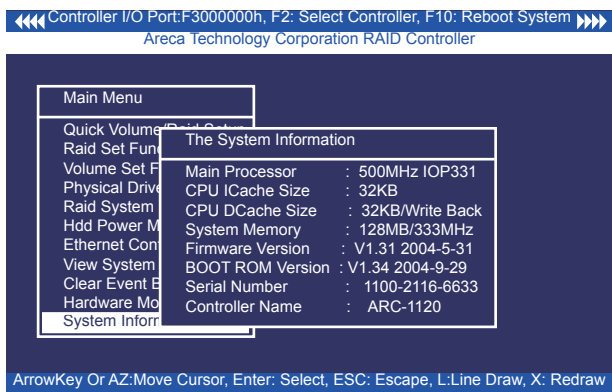 Controller I/O Port:F3000000h, F2: Select Controller, F10: Reboot System
Areca Technology Corporation RAID Controller
Main Menu
Quick Volume/Raid Setup
Raid Set Fun
Volume Set F
Physical Drive
Raid System
Hdd Power M
Ethernet Con
View System
Clear Event B
Hardware Mo
System Inform
The System Information
Main Processor : 500MHz IOP331
CPU ICache Size : 32KB
CPU DCache Size : 32KB/Write Back
System Memory : 128MB/333MHz
Firmware Version : V1.31 2004-5-31
BOOT ROM Version : V1.34 2004-9-29
Serial Number : 1100-2116-6633
Controller Name : ARC-1120
ArrowKey Or AZ:Move Cursor, Enter: Select, ESC: Escape, L:Line Draw, X: Redraw